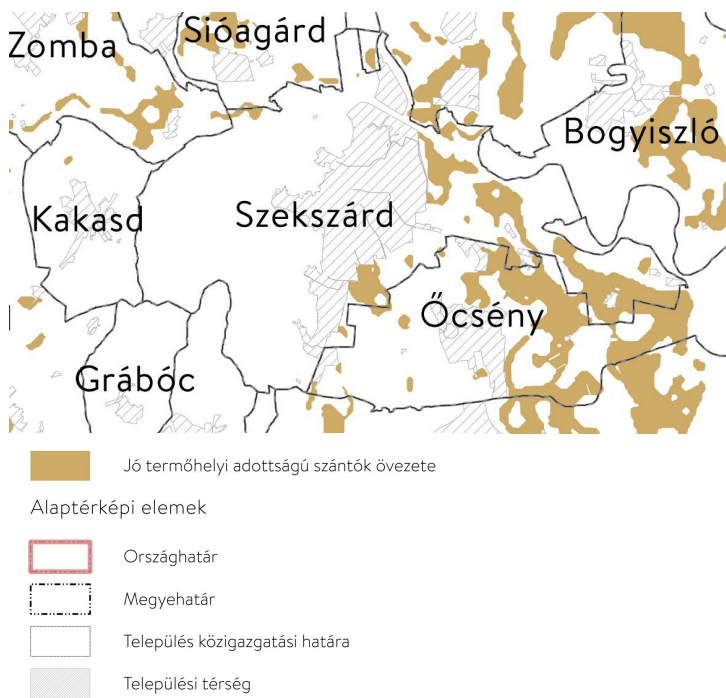 Zomba
Sióagárd
Bogyiszló
Kakasd
Szekszárd
Őcsény
Grábóc
Jó termőhelyi adottságú szántók övezete
Alaptérképi elemek
Országhatár
Megyehatár
Település közigazgatási határa
Települési térség